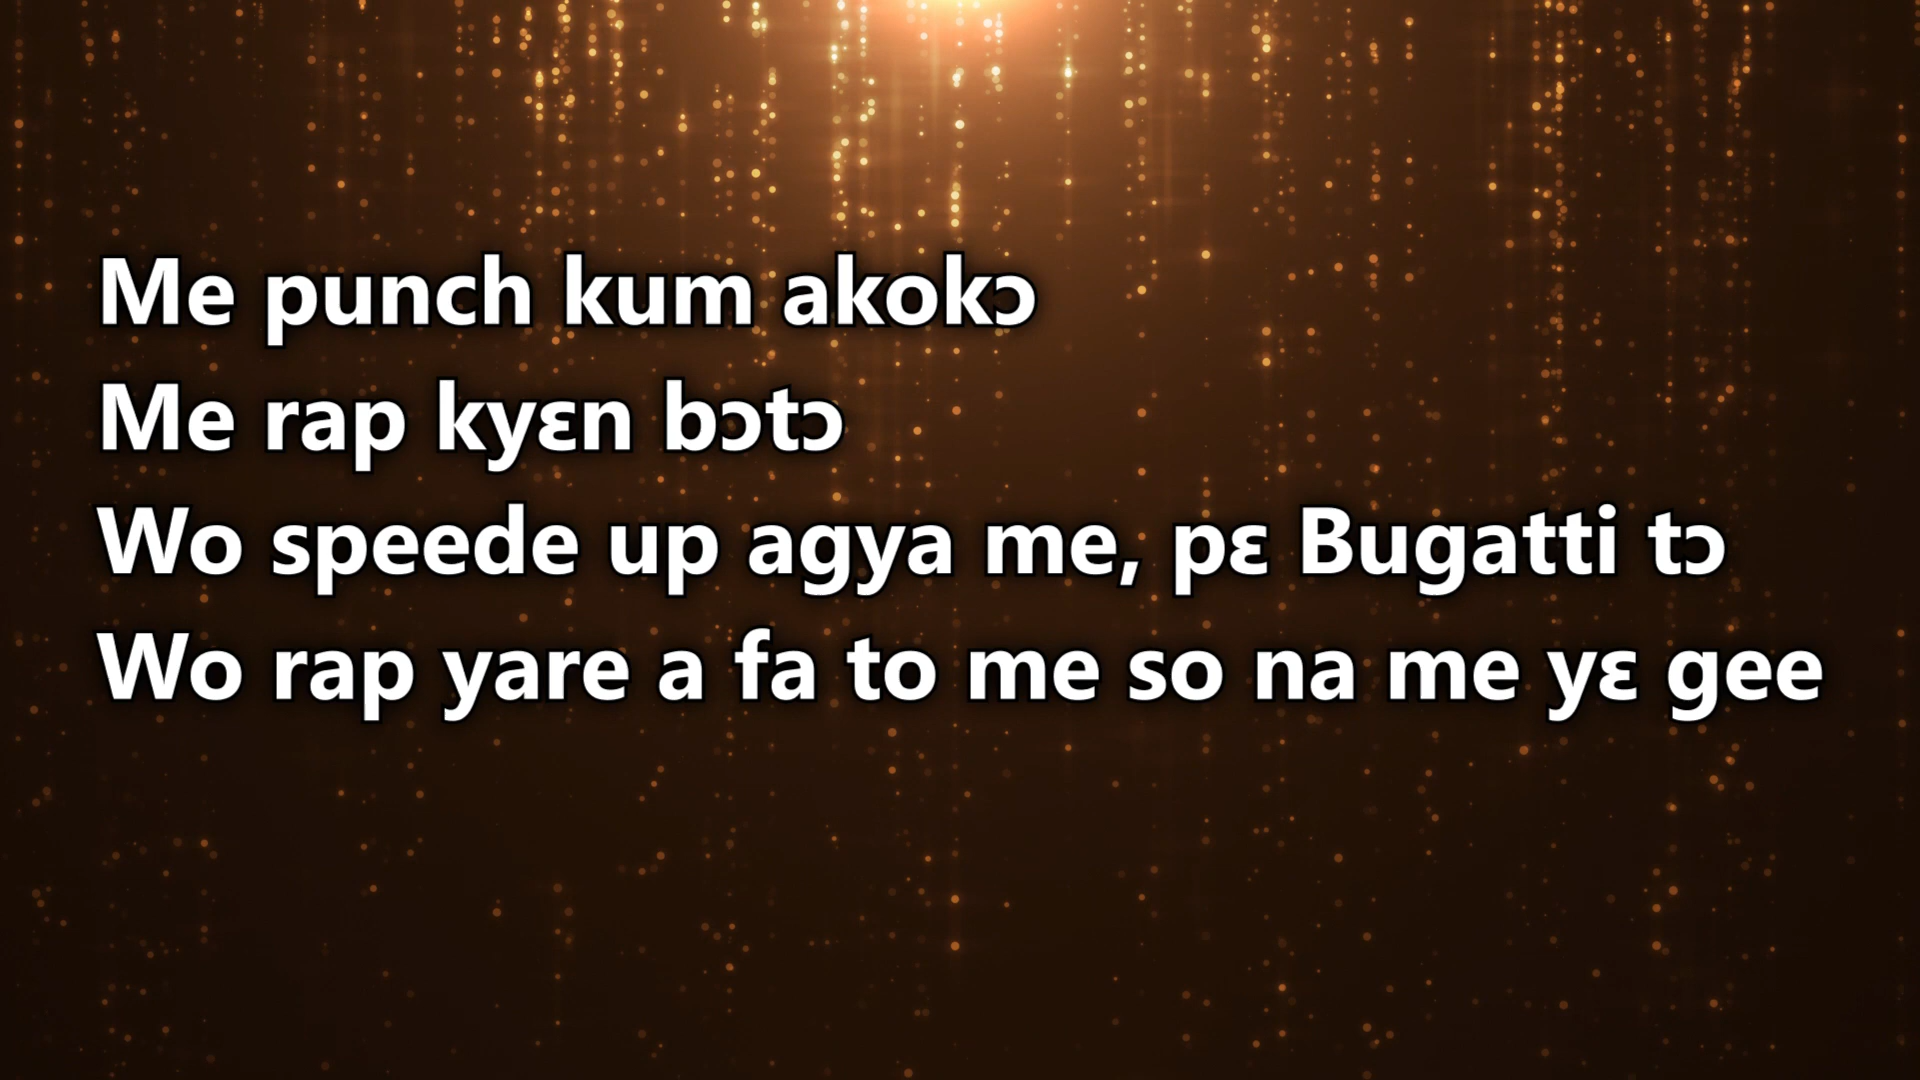 Me punch kum akokɔ
Me rap kyɛn bɔtɔ
Wo speede up agya me, pɛ Bugatti tɔ
Wo rap yare a fa to me so na me yɛ gee